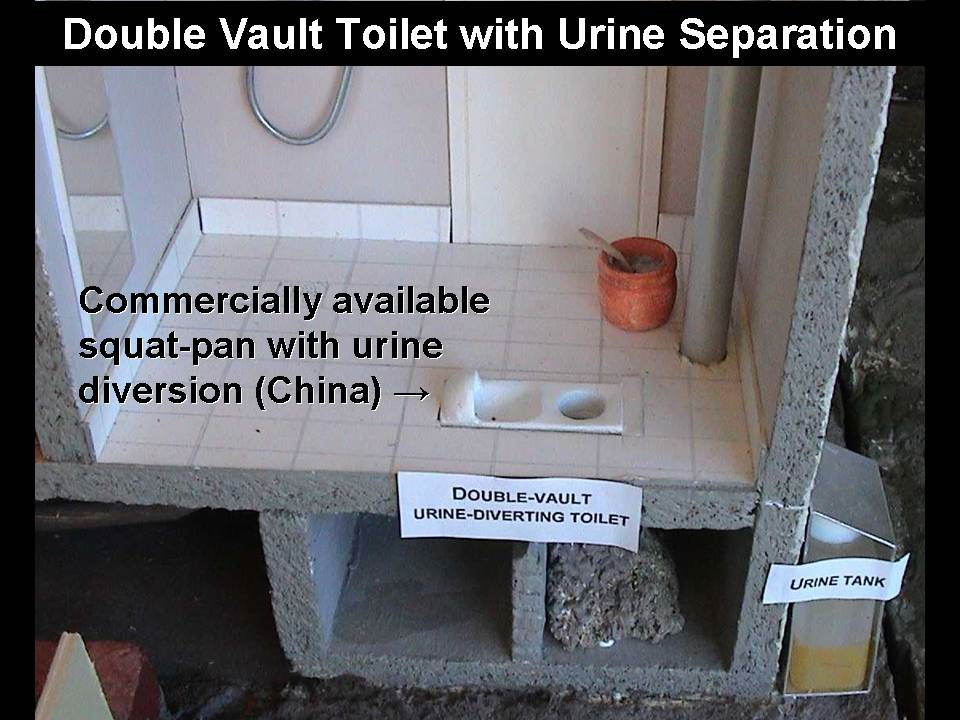 Double Vault Toilet with Urine Separation
Commercially available
squat-pan with urine
diversion (China) →
DOUBLE-VAULT
URINE-DIVERTING TOILET
URINE TANK